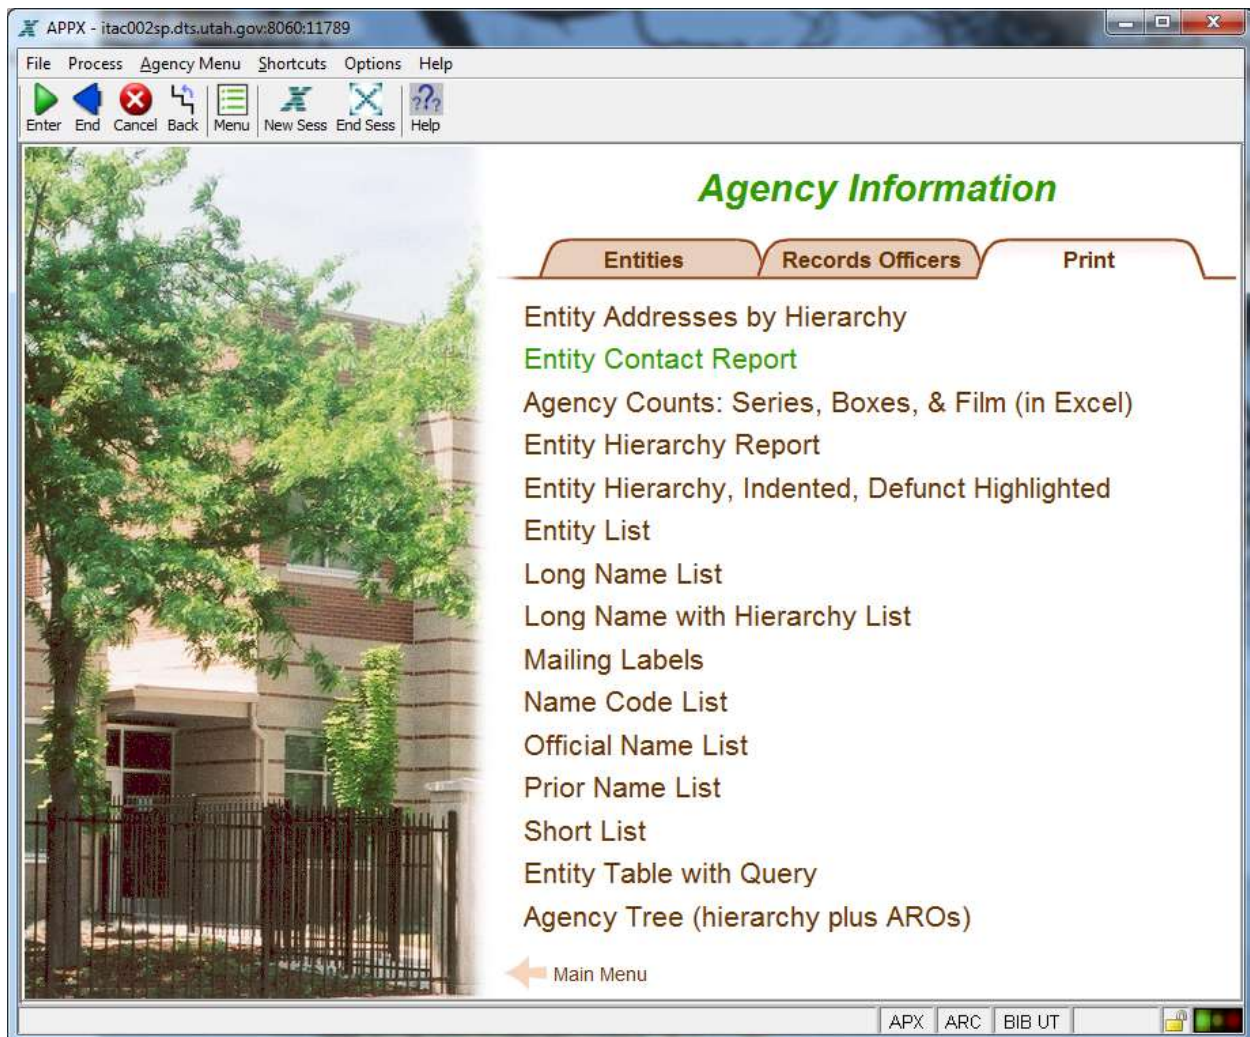 APPX - itac002sp.dts.utah.gov:8060:11789
File Process Agency Menu Shortcuts Options Help
Enter End Cancel Back Menu New Sess End Sess Help
Agency Information
Entities Records Officers Print
Entity Addresses by Hierarchy
Entity Contact Report
Agency Counts: Series, Boxes, & Film (in Excel)
Entity Hierarchy Report
Entity Hierarchy, Indented, Defunct Highlighted
Entity List
Long Name List
Long Name with Hierarchy List
Mailing Labels
Name Code List
Official Name List
Prior Name List
Short List
Entity Table with Query
Agency Tree (hierarchy plus AROs)
Main Menu
APX ARC BIB UT